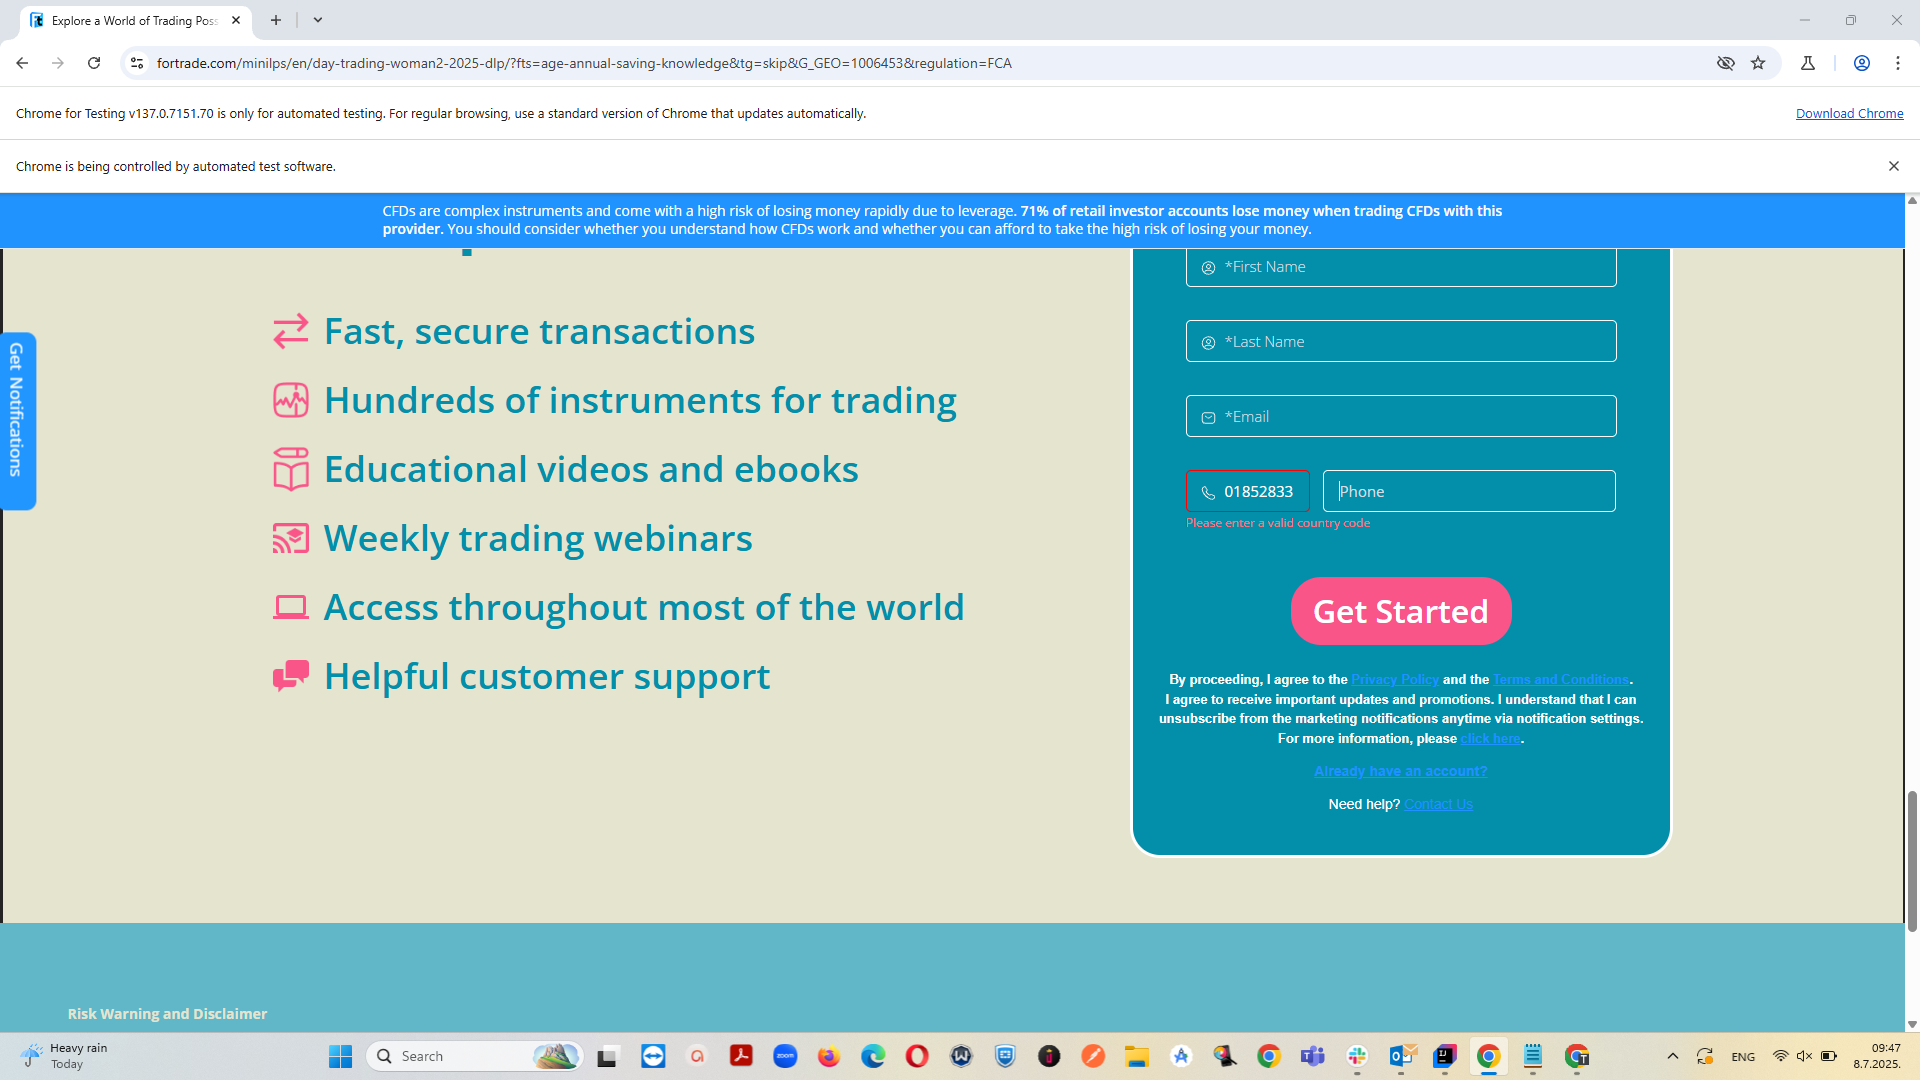 Explore a World of Trading Poss
fortrade.com/minilps/en/day-trading-woman2-2025-dlp/?fts=age-annual-saving-knowledge&tg=skip&G_GEO=1006453&regulation=FCA
Chrome for Testing v137.0.7151.70 is only for automated testing. For regular browsing, use a standard version of Chrome that updates automatically.
Download Chrome
Chrome is being controlled by automated test software.
CFDs are complex instruments and come with a high risk of losing money rapidly due to leverage. 71% of retail investor accounts lose money when trading CFDs with this
provider. You should consider whether you understand how CFDs work and whether you can afford to take the high risk of losing your money.
Get Notifications
Fast, secure transactions
Hundreds of instruments for trading
Educational videos and ebooks
Weekly trading webinars
Access throughout most of the world
Helpful customer support
*First Name
*Last Name
*Email
01852833
Phone
Please enter a valid country code
Get Started
By proceeding, I agree to the Privacy Policy and the Terms and Conditions.
I agree to receive important updates and promotions. I understand that I can
unsubscribe from the marketing notifications anytime via notification settings.
For more information, please click here.
Already have an account?
Need help? Contact Us
Risk Warning and Disclaimer
Heavy rain
Today
Search
zoom
ENG
09:47
8.7.2025.